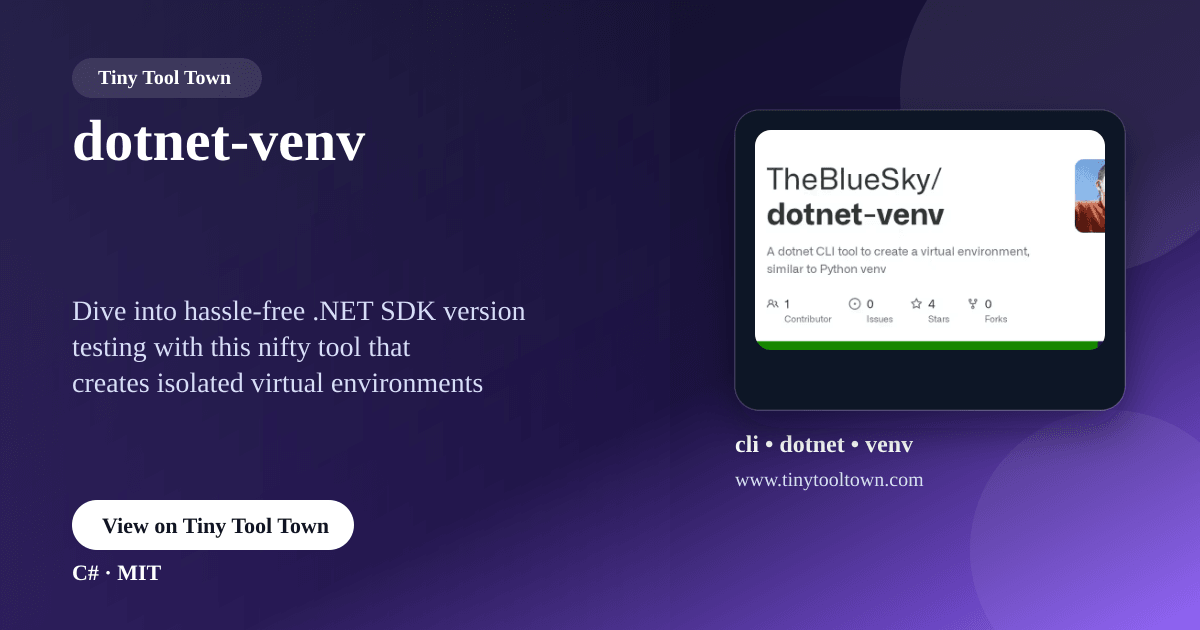 Tiny Tool Town
dotnet-venv
Dive into hassle-free .NET SDK version
testing with this nifty tool that
creates isolated virtual environments
View on Tiny Tool Town
C# · MIT
TheBlueSky/
dotnet-venv
A dotnet CLI tool to create a virtual environment,
similar to Python venv
1 0 4 0
Contributor Issues Stars Forks
cli • dotnet • venv
www.tinytooltown.com